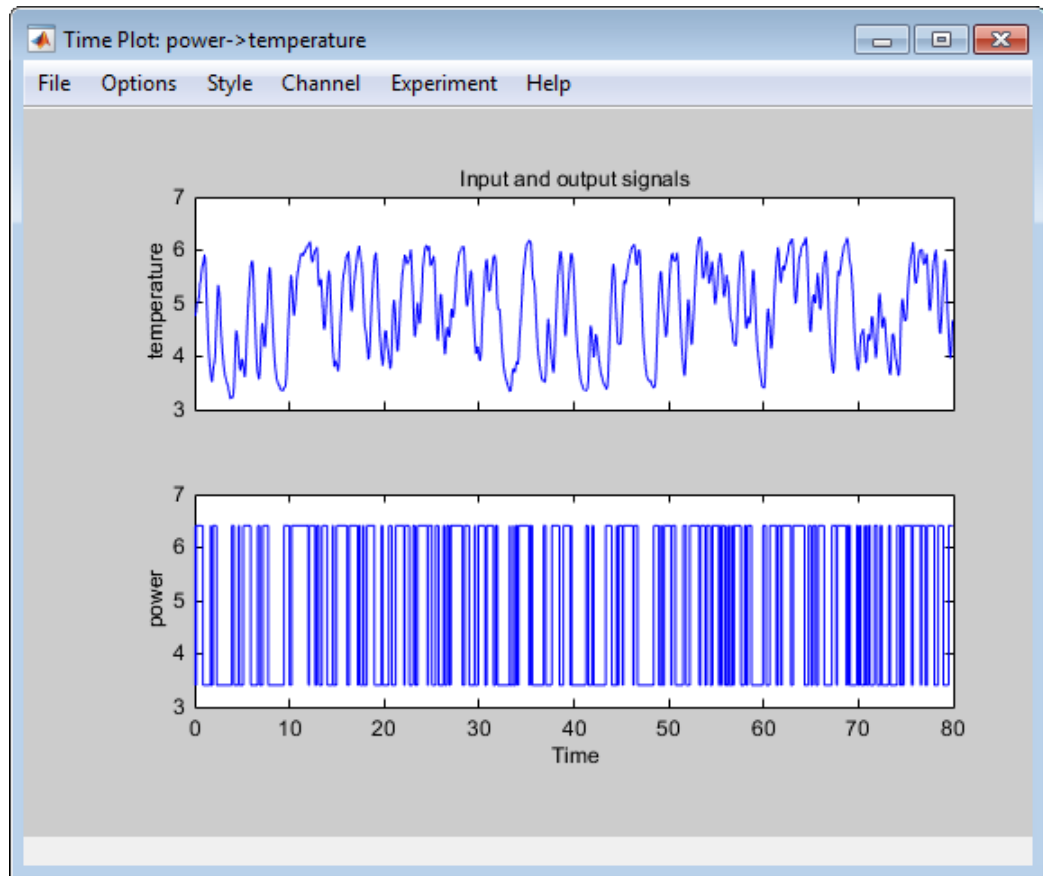 Time Plot: power->temperature
File Options Style Channel Experiment Help
Input and output signals
7
6
5
4
3
temperature
7
6
5
4
3
power
0 10 20 30 40 50 60 70 80
Time